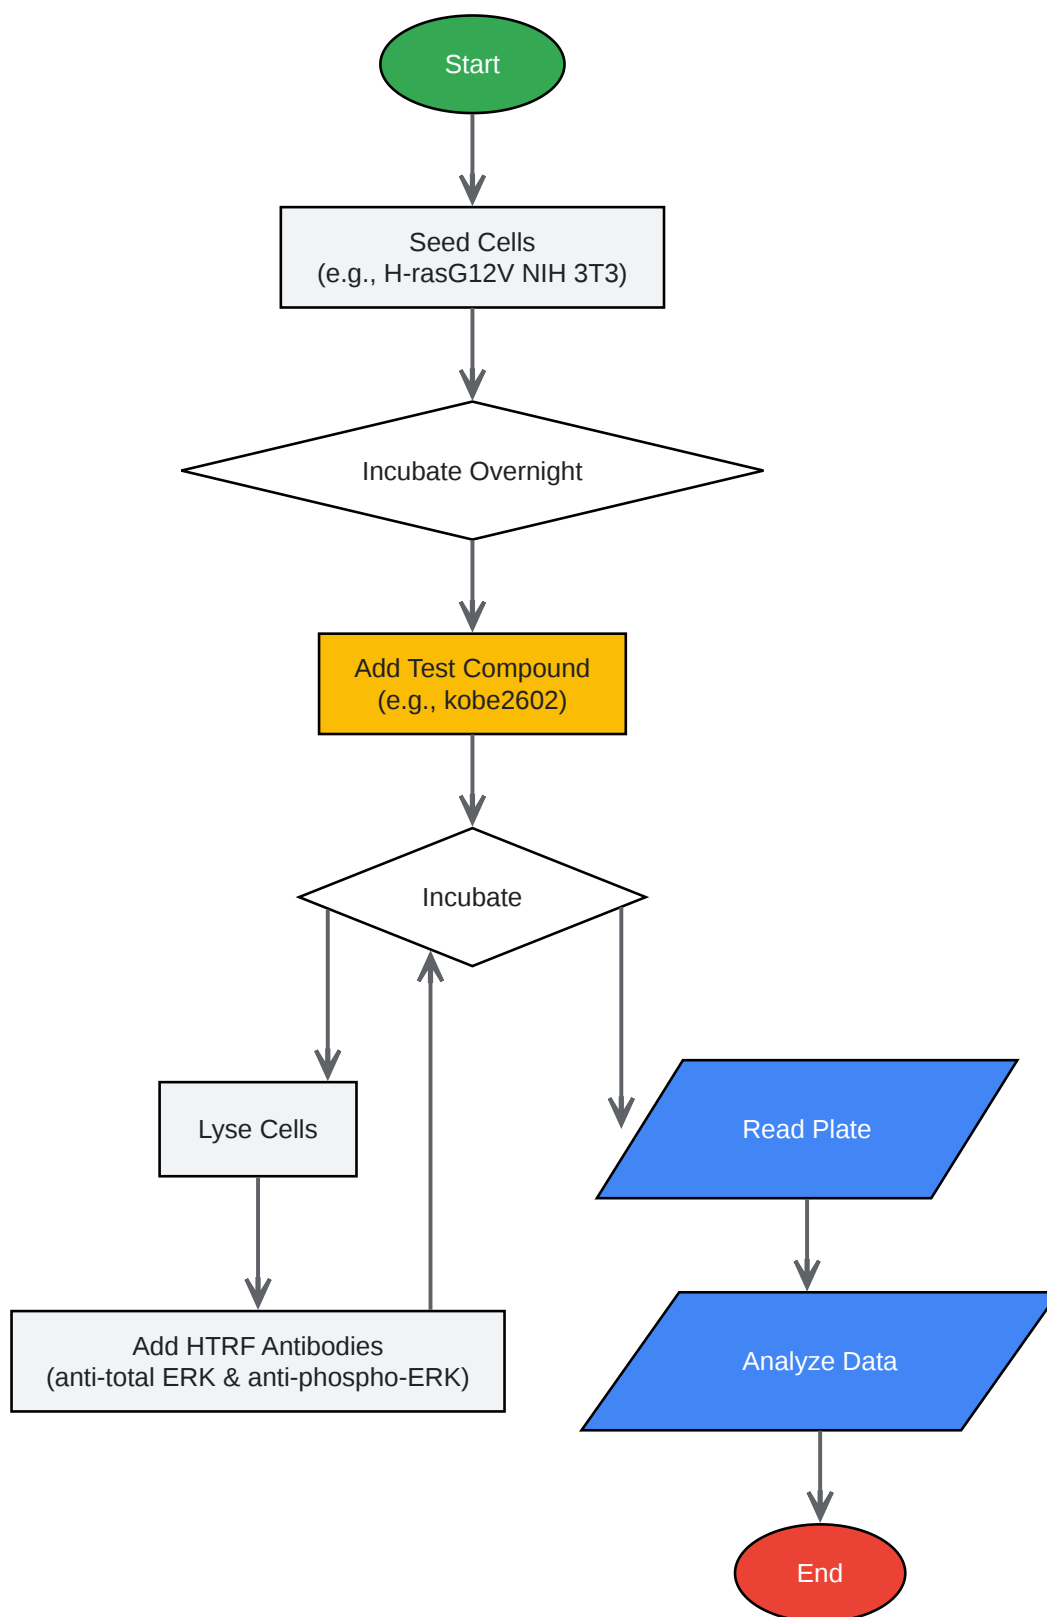 Start
Seed Cells
(e.g., H-rasG12V NIH 3T3)
Incubate Overnight
Add Test Compound
(e.g., kobe2602)
Incubate
Lyse Cells
Read Plate
Add HTRF Antibodies
(anti-total ERK & anti-phospho-ERK)
Analyze Data
End